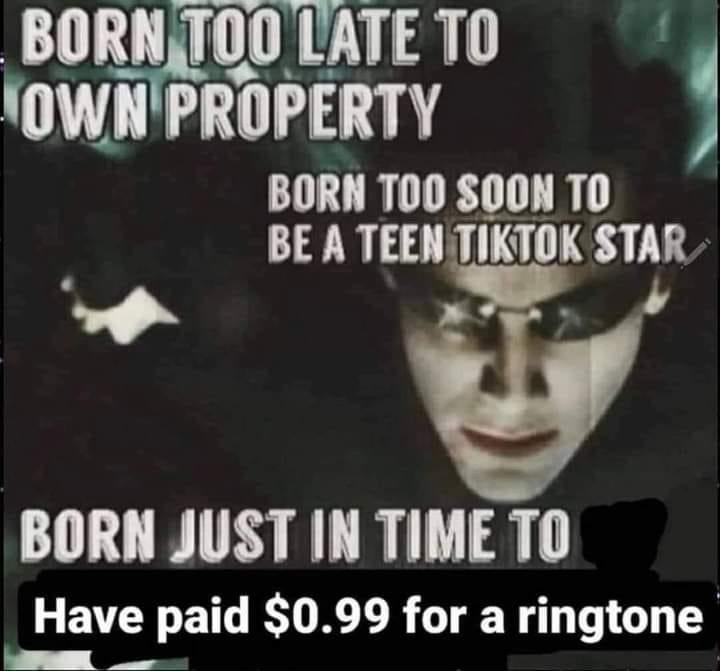 BORN TOO LATE TO
OWN PROPERTY
BORN TOO SOON TO
BE A TEEN TIKTOK STAR
BORN JUST IN TIME TO
Have paid $0.99 for a ringtone